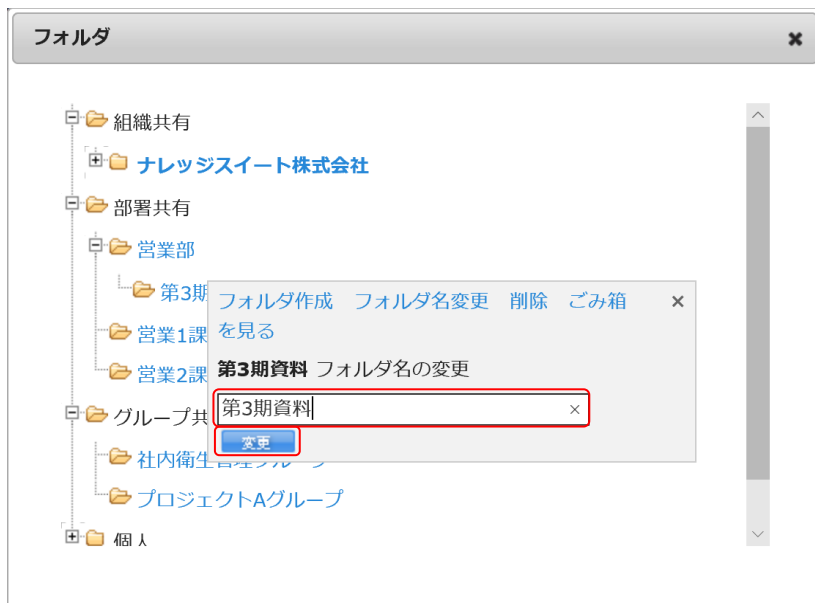 フォルダ
組織共有
ナレッジスイート株式会社
部署共有
営業部
第3期
フォルダ作成 フォルダ名変更 削除 ごみ箱
を見る
営業1課
第3期資料 フォルダ名の変更
営業2課
第3期資料
グループ共
変更
社内衛生管理グループ
プロジェクトAグループ
個人